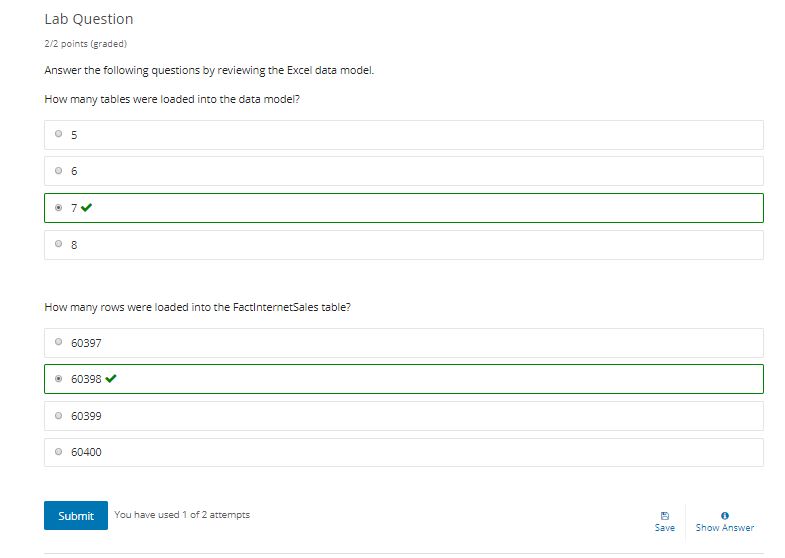 Lab Question
2/2 points (graded)
Answer the following questions by reviewing the Excel data model.
How many tables were loaded into the data model?
5
6
7
8
How many rows were loaded into the FactInternetSales table?
60397
60398
60399
60400
Submit You have used 1 of 2 attempts
Save Show Answer